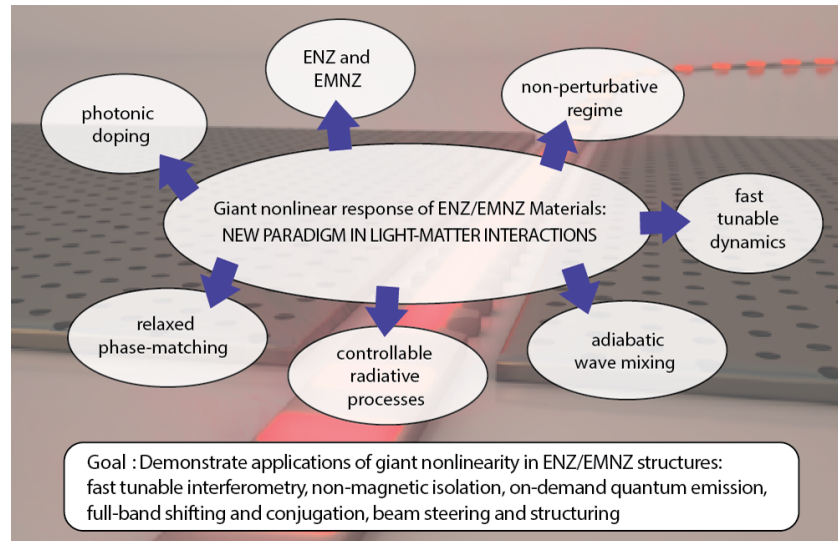 ENZ and
EMNZ
non-perturbative
regime
photonic
doping
fast
tunable
dynamics
Giant nonlinear response of ENZ/EMNZ Materials:
NEW PARADIGM IN LIGHT-MATTER INTERACTIONS
relaxed
phase-matching
controllable
radiative
processes
adiabatic
wave mixing
Goal : Demonstrate applications of giant nonlinearity in ENZ/EMNZ structures:
fast tunable interferometry, non-magnetic isolation, on-demand quantum emission,
full-band shifting and conjugation, beam steering and structuring